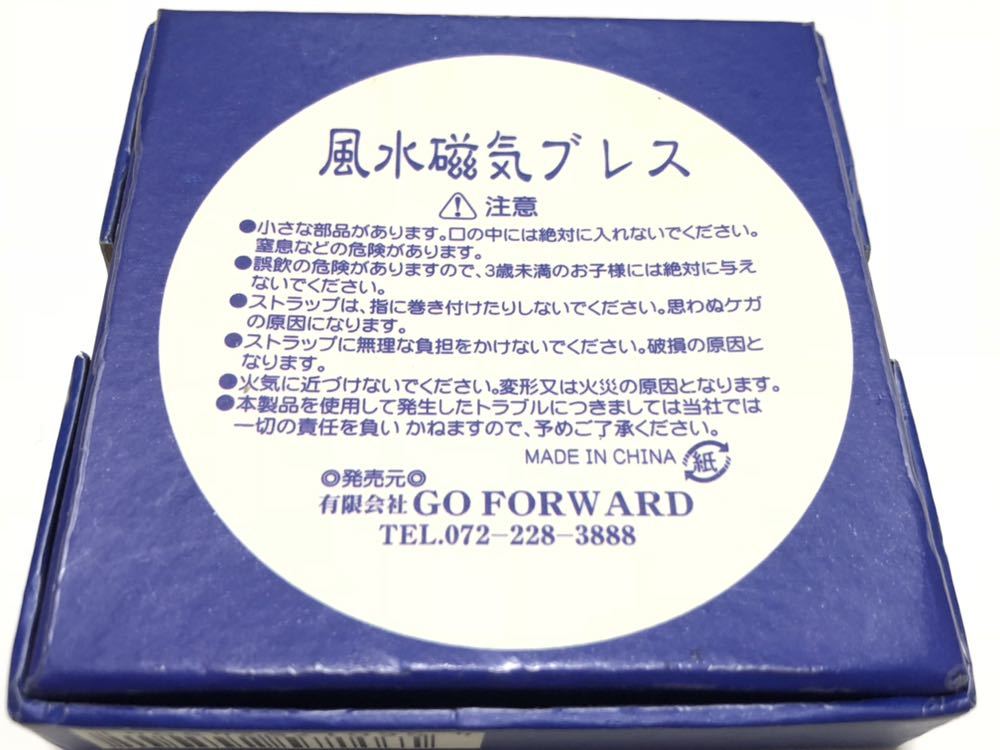 風水磁気ブレス
注意
●小さな部品があります。口の中には絶対に入れないでください。
窒息などの危険があります。
●誤飲の危険がありますので、3歳未満のお子様には絶対に与え
ないでください。
●ストラップは、指に巻き付けたりしないでください。思わぬケガ
の原因になります。
●ストラップに無理な負担をかけないでください。破損の原因と
なります。
●火気に近づけないでください。変形又は火災の原因となります。
●本製品を使用して発生したトラブルにつきましては当社では
一切の責任を負いかねますので、予めご了承ください。
MADE IN CHINA 紙
◎発売元◎
有限会社GO FORWARD
TEL.072-228-3888